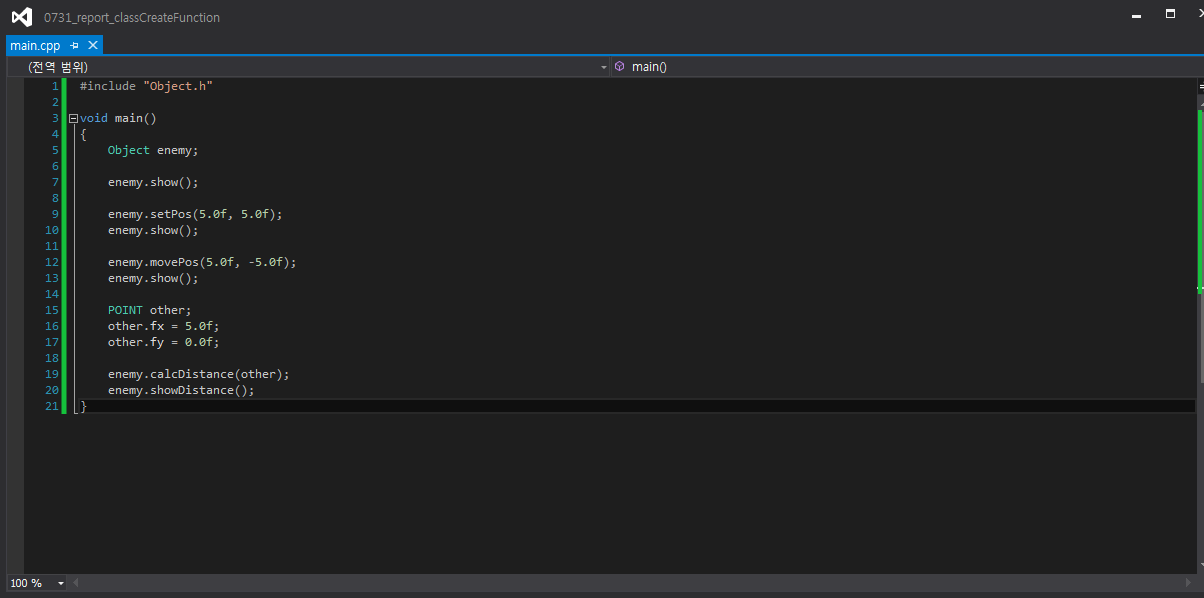 0731_report_classCreateFunction
main.cpp
(전역 범위) main()
1 #include "Object.h"
2
3 void main()
4 {
5 Object enemy;
6
7 enemy.show();
8
9 enemy.setPos(5.0f, 5.0f);
10 enemy.show();
11
12 enemy.movePos(5.0f, -5.0f);
13 enemy.show();
14
15 POINT other;
16 other.fx = 5.0f;
17 other.fy = 0.0f;
18
19 enemy.calcDistance(other);
20 enemy.showDistance();
21 }
100 %